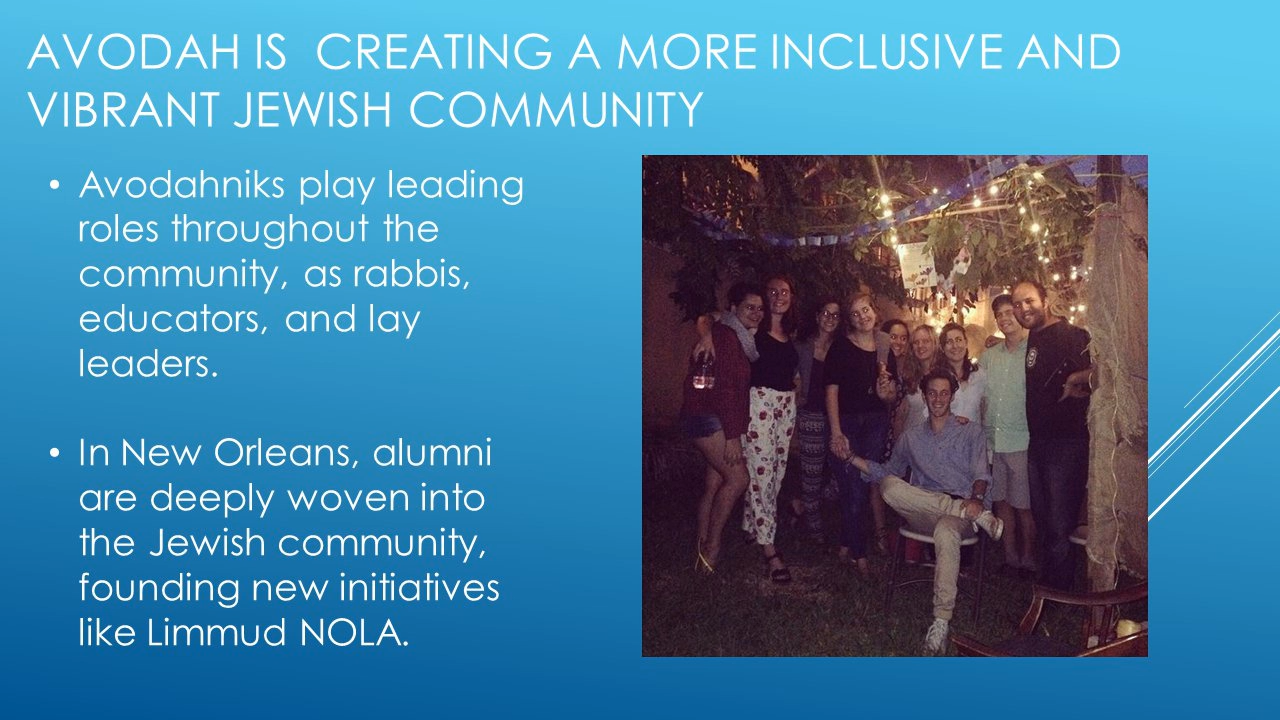 AVODAH IS  CREATING A MORE INCLUSIVE AND
VIBRANT JEWISH COMMUNITY
• Avodahniks play leading
roles throughout the
community, as rabbis,
educators, and lay
leaders.
• In New Orleans, alumni
are deeply woven into
the Jewish community,
founding new initiatives
like Limmud NOLA.